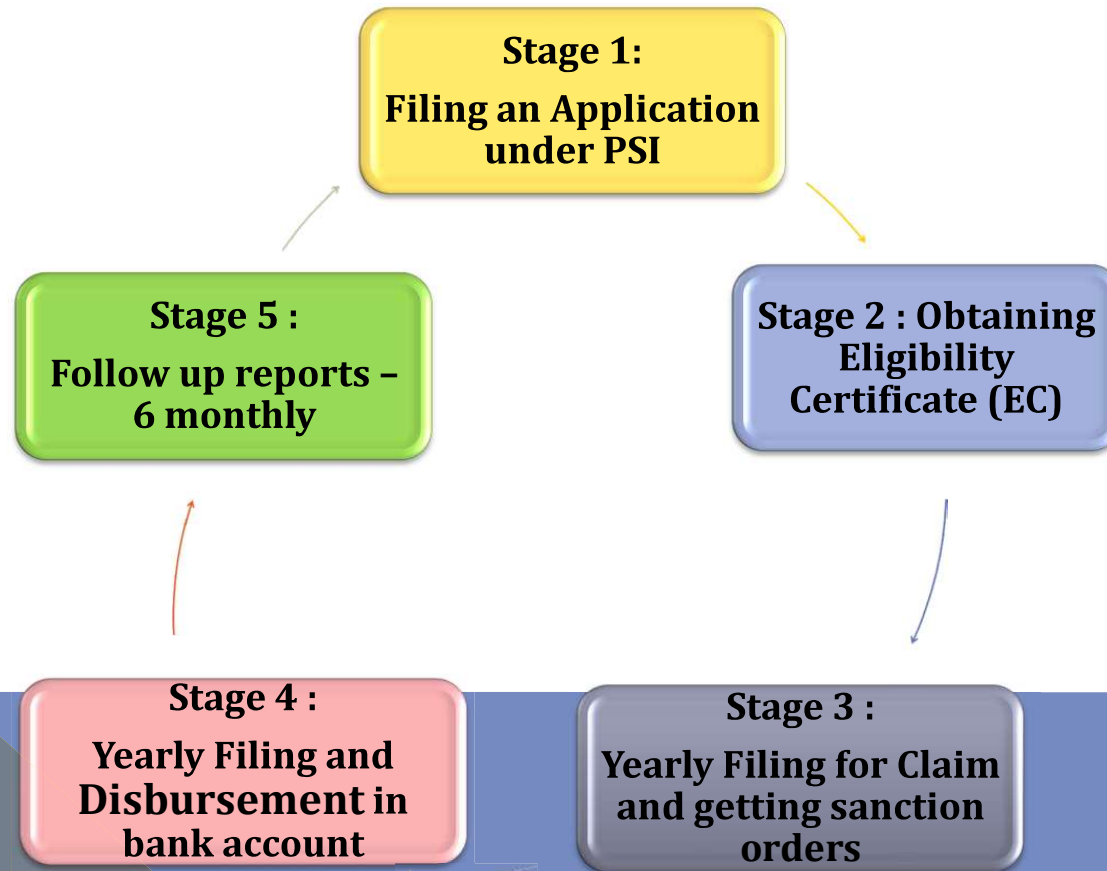 Stage 1:
Filing an Application
under PSI
Stage 2 : Obtaining
Eligibility
Certificate (EC)
Stage 3 :
Yearly Filing for Claim
and getting sanction
orders
Stage 4 :
Yearly Filing and
Disbursement in
bank account
Stage 5 :
Follow up reports –
6 monthly